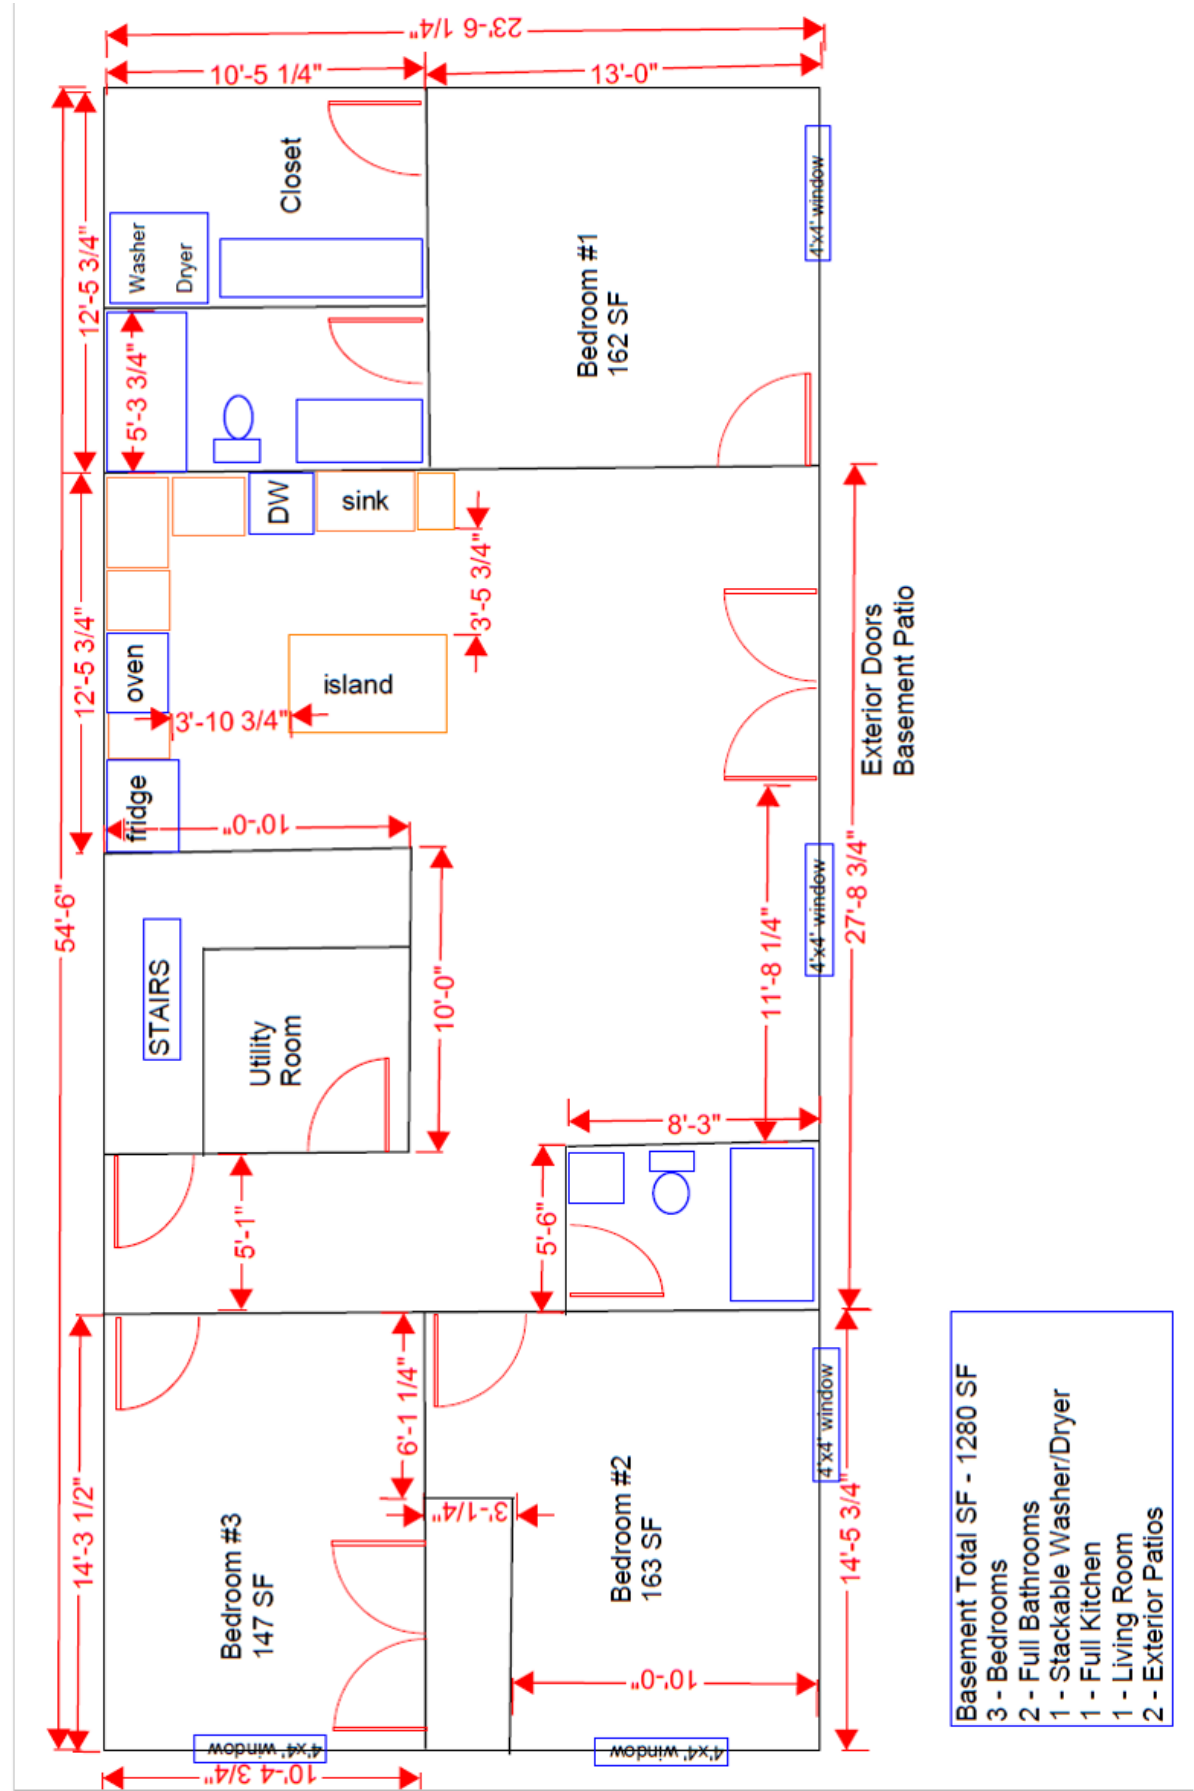 23'-6 1/4"
10'-5 1/4"
13'-0"
54'-6"
12'-5 3/4"
Closet
Washer
Dryer
4'x4' window
Bedroom #1
162 SF
5'-3 3/4"
12'-5 3/4"
DW
sink
3'-5 3/4"
oven
island
3'-10 3/4"
fridge
10'-0"
Exterior Doors
Basement Patio
STAIRS
Utility
Room
10'-0"
11'-8 1/4"
4'x4' window
27'-8 3/4"
8'-3"
5'-1"
5'-6"
14'-3 1/2"
6'-1 1/4"
Bedroom #3
147 SF
3'-1/4"
Bedroom #2
163 SF
4'x4' window
14'-5 3/4"
10'-0"
4'x4' window
4'x4' window
10'-4 3/4"
Basement Total SF - 1280 SF
3 - Bedrooms
2 - Full Bathrooms
1 - Stackable Washer/Dryer
1 - Full Kitchen
1 - Living Room
2 - Exterior Patios